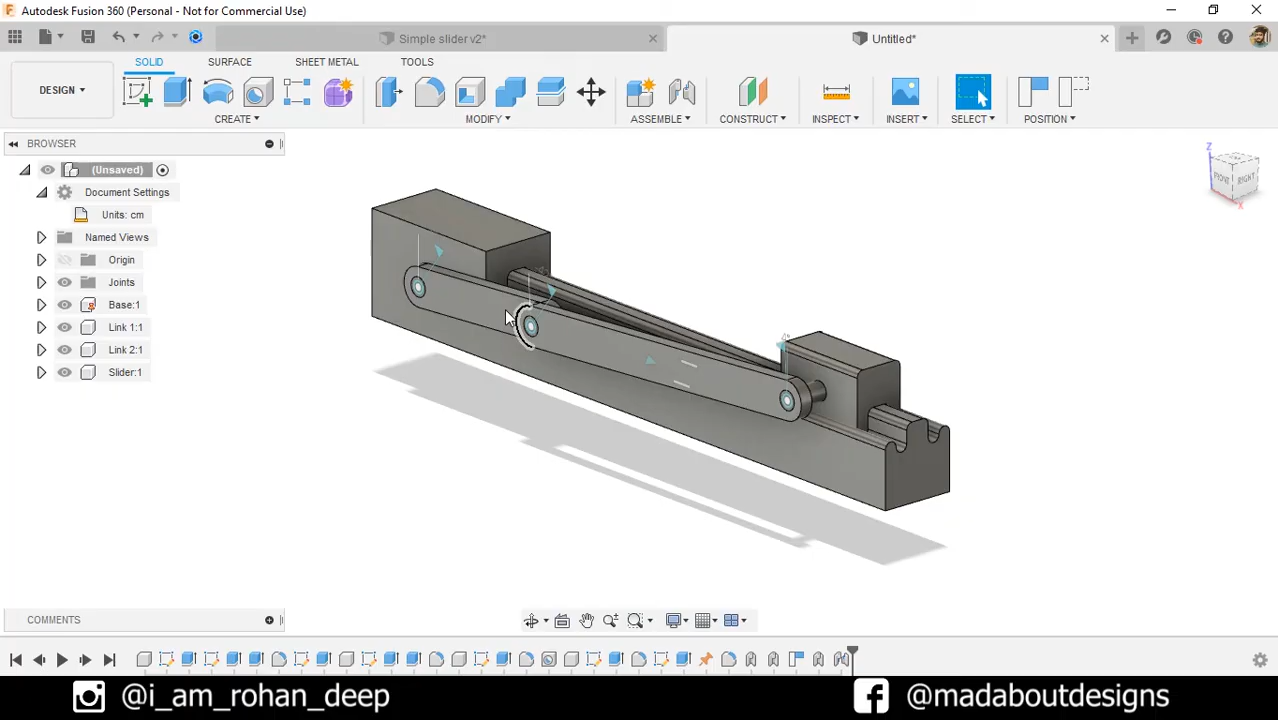 Autodesk Fusion 360 (Personal - Not for Commercial Use)
Simple slider v2*
Untitled*
SOLID
SURFACE
SHEET METAL
TOOLS
DESIGN
CREATE
MODIFY
ASSEMBLE
CONSTRUCT
INSPECT
INSERT
SELECT
POSITION
BROWSER
(Unsaved)
Document Settings
Units: cm
Named Views
Origin
Joints
Base:1
Link 1:1
Link 2:1
Slider:1
Z
FRONT
RIGHT
X
COMMENTS
@i_am_rohan_deep
@madaboutdesigns